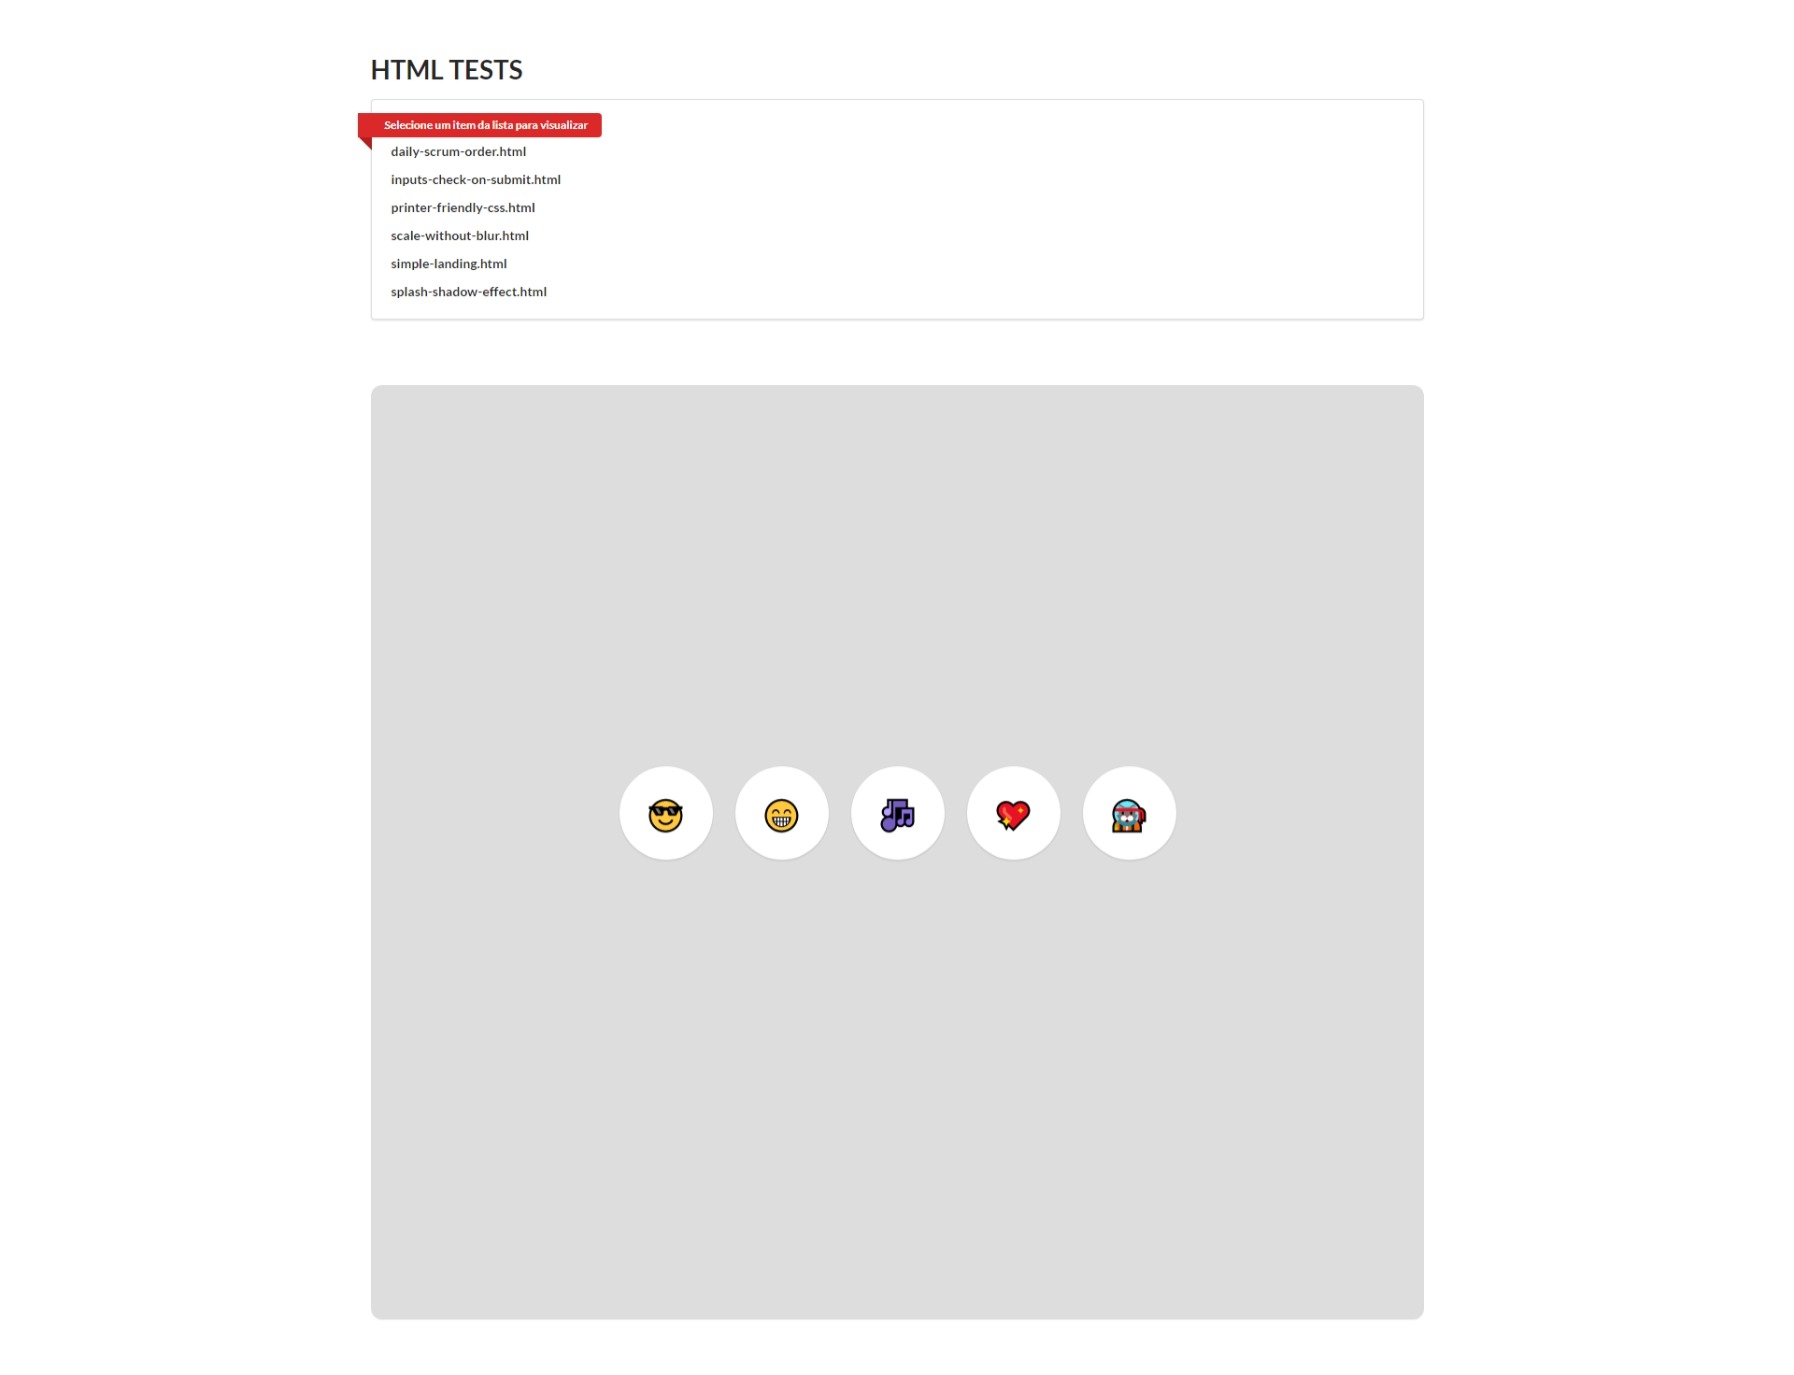 HTML TESTS
Selecione um item da lista para visualizar
daily-scrum-order.html
inputs-check-on-submit.html
printer-friendly-css.html
scale-without-blur.html
simple-landing.html
splash-shadow-effect.html